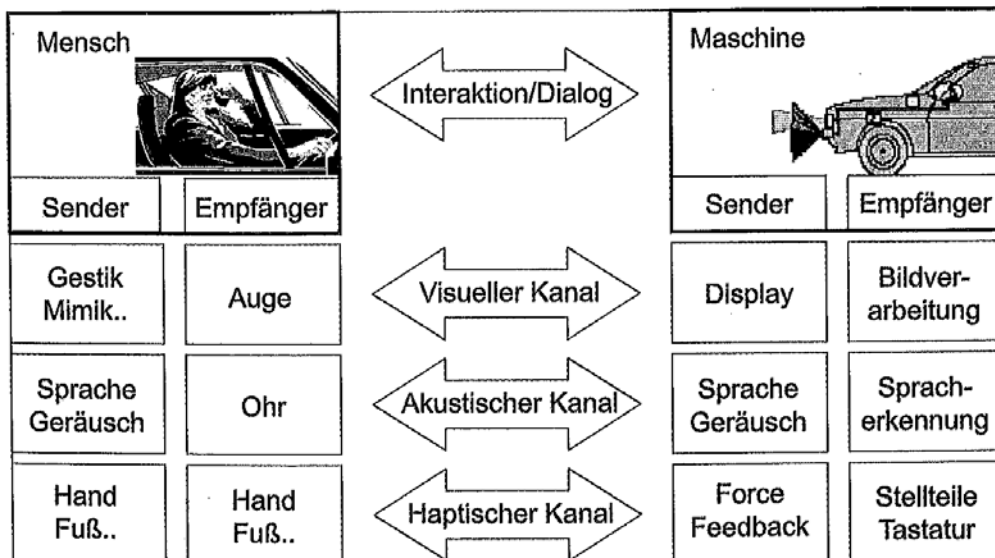 Mensch
Interaktion/Dialog
Maschine
Sender
Empfänger
Sender
Empfänger
Gestik
Mimik..
Auge
Visueller Kanal
Display
Bildver-
arbeitung
Sprache
Geräusch
Ohr
Akustischer Kanal
Sprache
Geräusch
Sprach-
erkennung
Hand
Fuß..
Hand
Fuß..
Haptischer Kanal
Force
Feedback
Stellteile
Tastatur